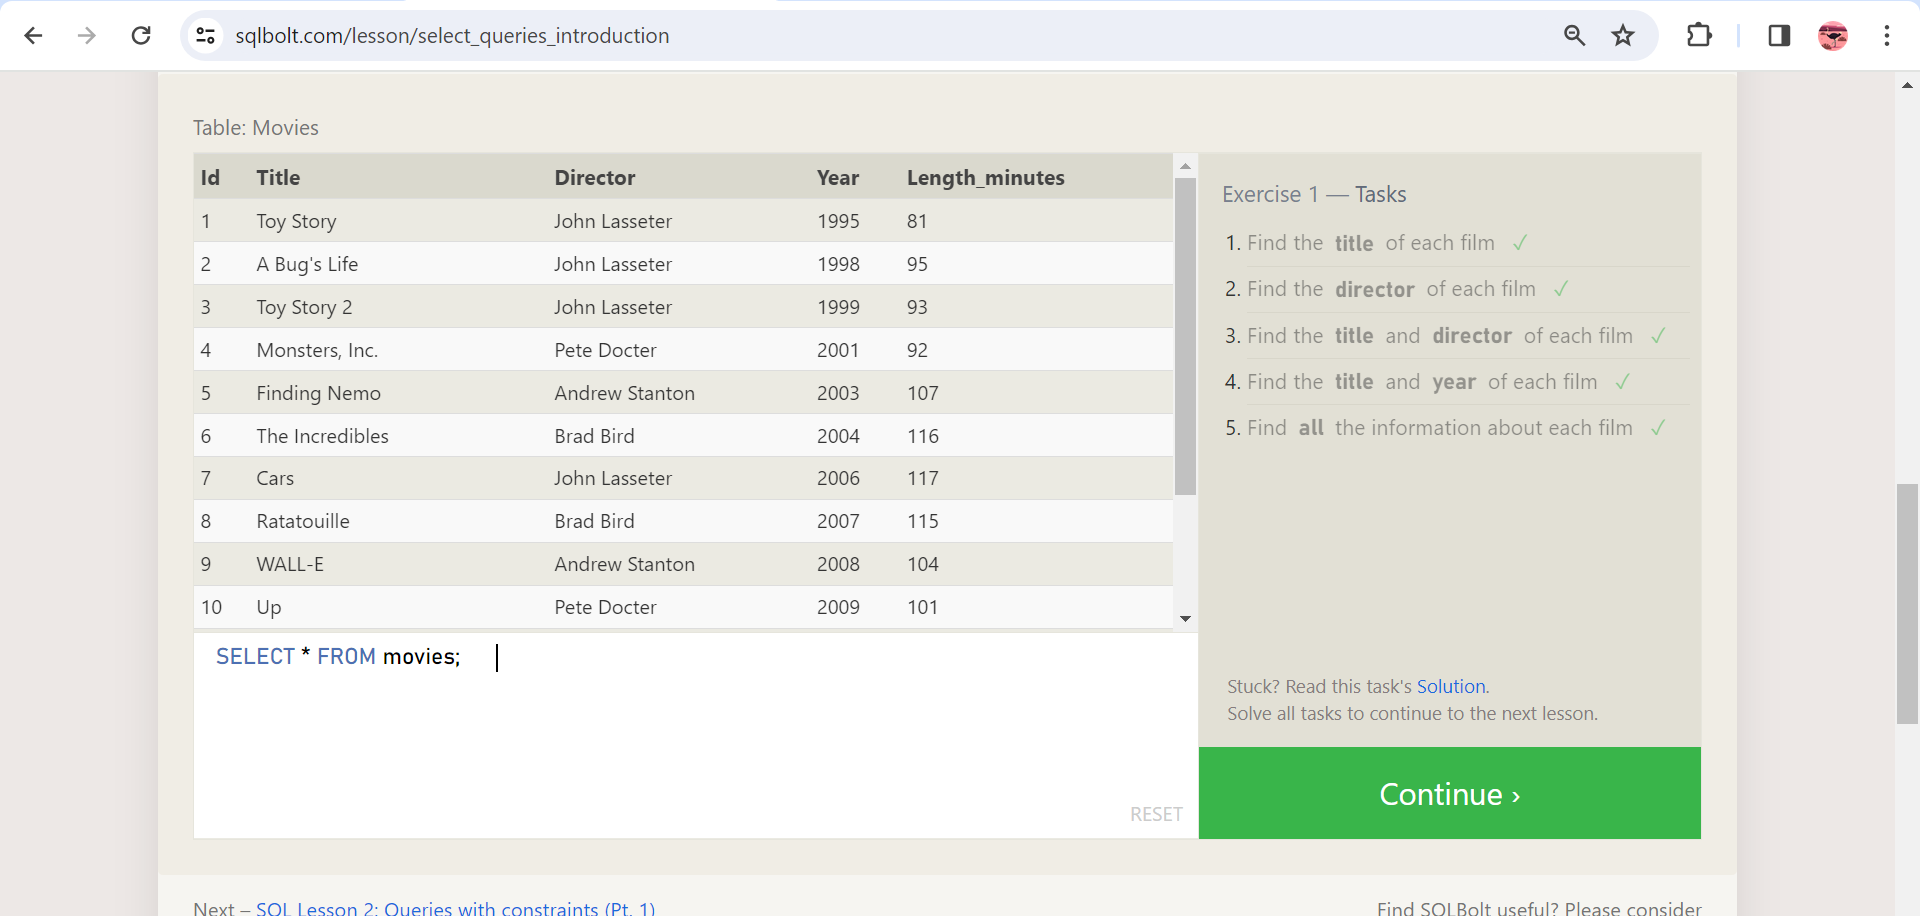 sqlbolt.com/lesson/select_queries_introduction
Table: Movies
Id Title Director Year Length_minutes
1 Toy Story John Lasseter 1995 81
2 A Bug's Life John Lasseter 1998 95
3 Toy Story 2 John Lasseter 1999 93
4 Monsters, Inc. Pete Docter 2001 92
5 Finding Nemo Andrew Stanton 2003 107
6 The Incredibles Brad Bird 2004 116
7 Cars John Lasseter 2006 117
8 Ratatouille Brad Bird 2007 115
9 WALL-E Andrew Stanton 2008 104
10 Up Pete Docter 2009 101
SELECT * FROM movies;
RESET
Exercise 1 — Tasks
1. Find the title of each film ✓
2. Find the director of each film ✓
3. Find the title and director of each film ✓
4. Find the title and year of each film ✓
5. Find all the information about each film ✓
Stuck? Read this task's Solution.
Solve all tasks to continue to the next lesson.
Continue ›
Next – SQL Lesson 2: Queries with constraints (Pt. 1)
Find SQLBolt useful? Please consider